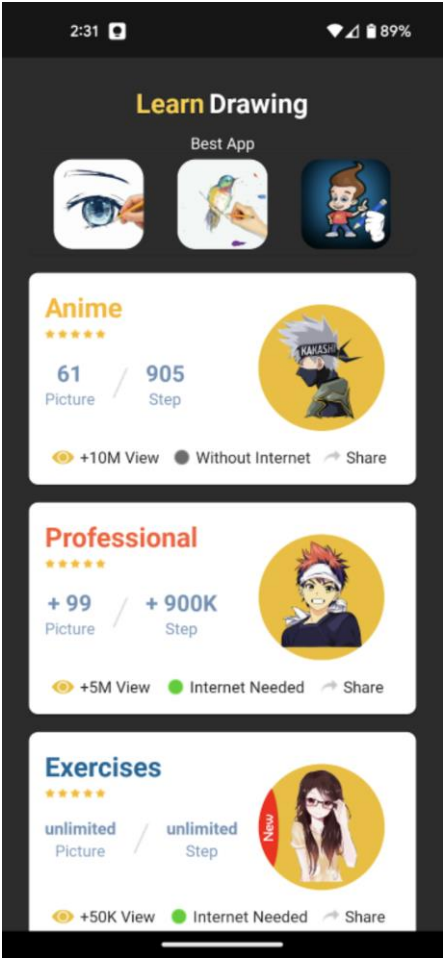 2:31 89%
Learn Drawing
Best App
Anime
61 905
Picture Step
KAKASHI
+10M View Without Internet Share
Professional
+ 99 + 900K
Picture Step
+5M View Internet Needed Share
Exercises
unlimited unlimited
Picture Step
New
+50K View Internet Needed Share